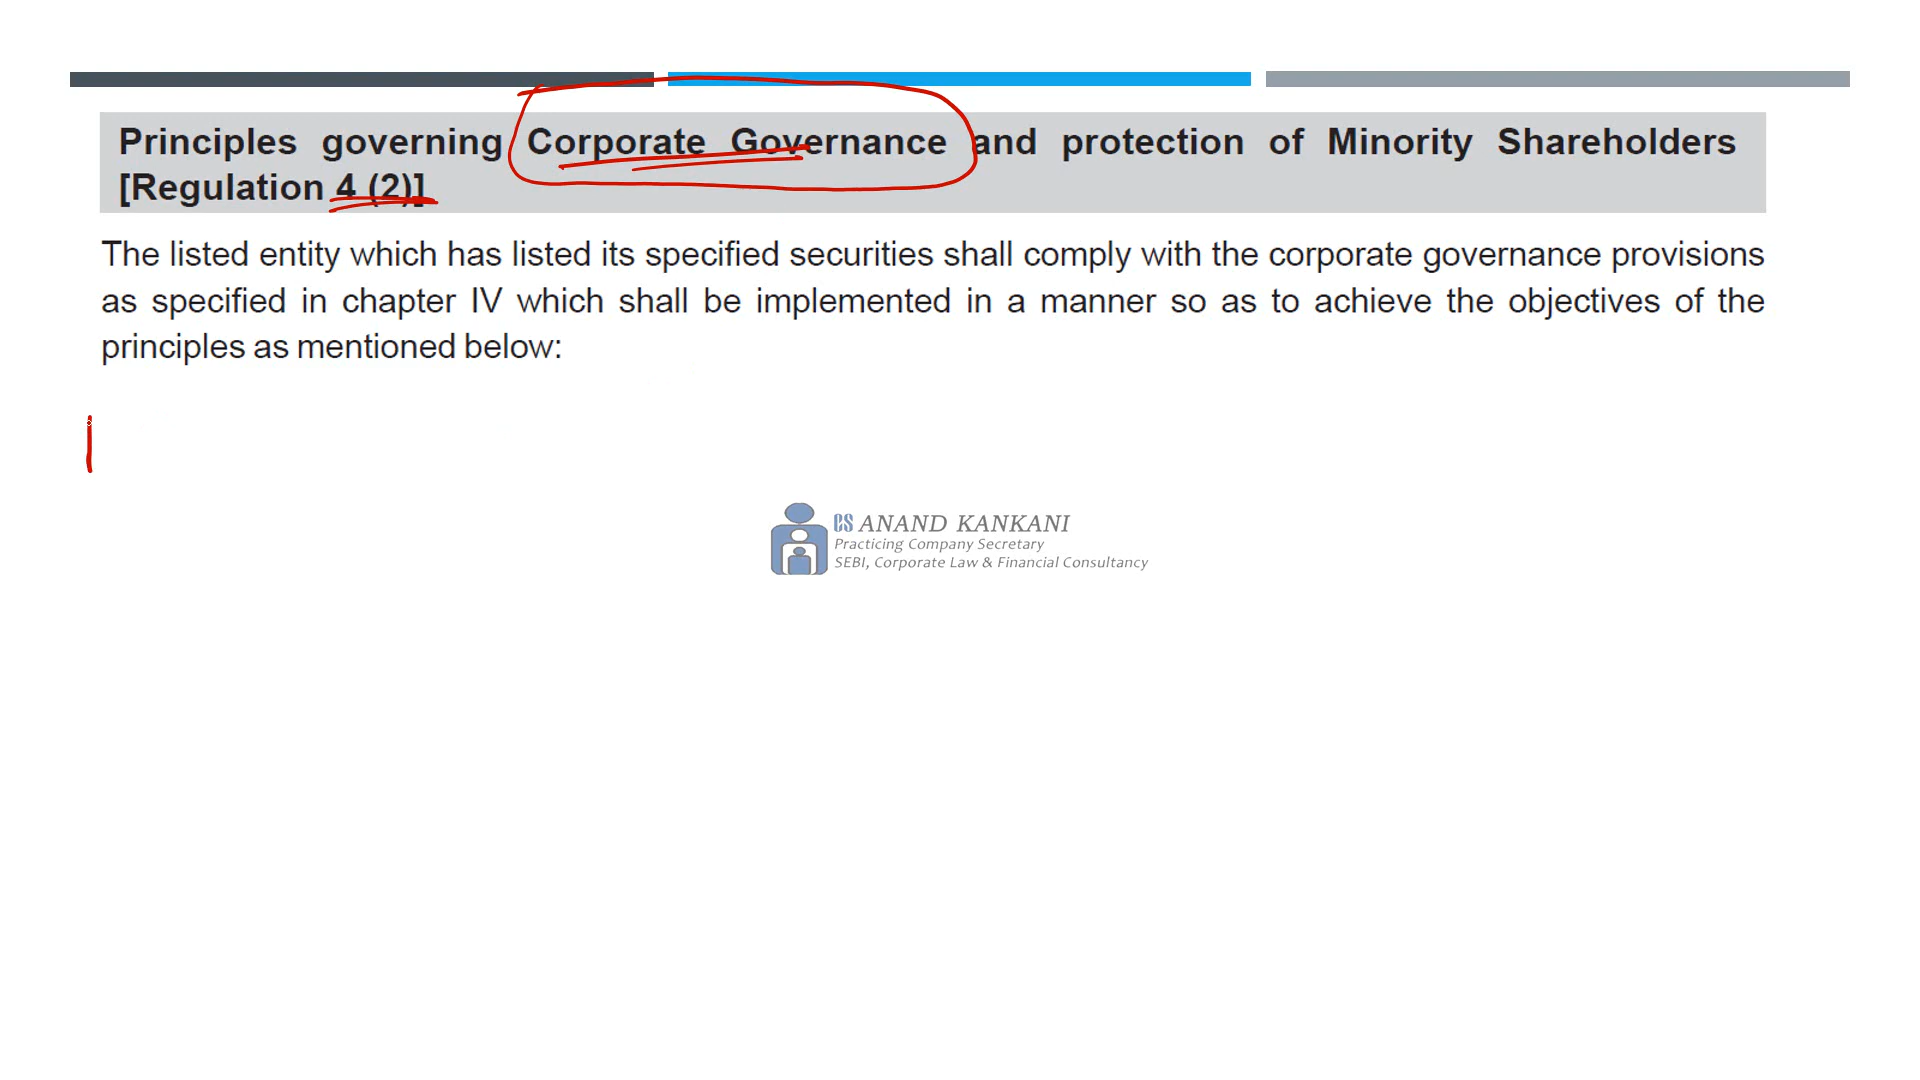 Principles governing Corporate Governance and protection of Minority Shareholders
[Regulation 4 (2)]
The listed entity which has listed its specified securities shall comply with the corporate governance provisions
as specified in chapter IV which shall be implemented in a manner so as to achieve the objectives of the
principles as mentioned below:
CS ANAND KANKANI
Practicing Company Secretary
SEBI, Corporate Law & Financial Consultancy